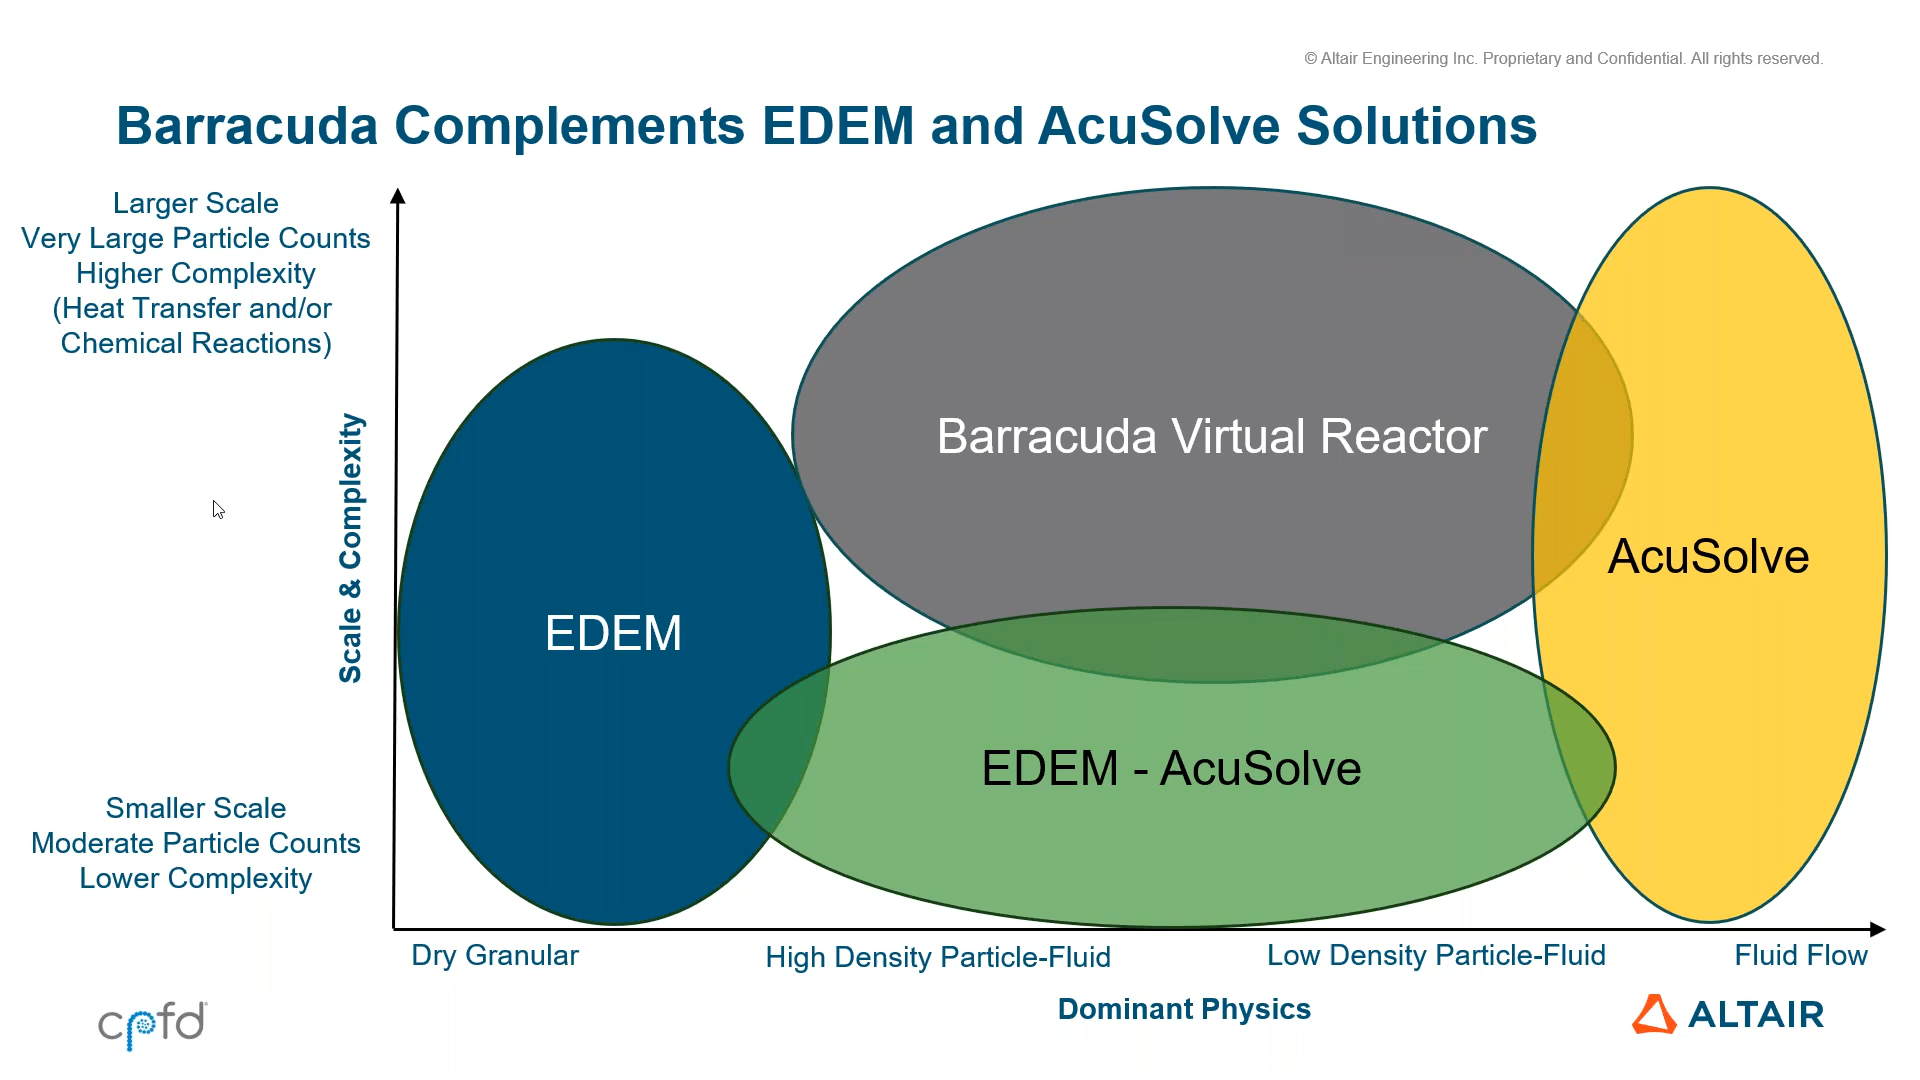 © Altair Engineering Inc. Proprietary and Confidential. All rights reserved.
Barracuda Complements EDEM and AcuSolve Solutions
Larger Scale
Very Large Particle Counts
Higher Complexity
(Heat Transfer and/or
Chemical Reactions)
Scale & Complexity
Smaller Scale
Moderate Particle Counts
Lower Complexity
Barracuda Virtual Reactor
AcuSolve
EDEM
EDEM - AcuSolve
Dry Granular
High Density Particle-Fluid
Low Density Particle-Fluid
Fluid Flow
Dominant Physics
cpfd
ALTAIR